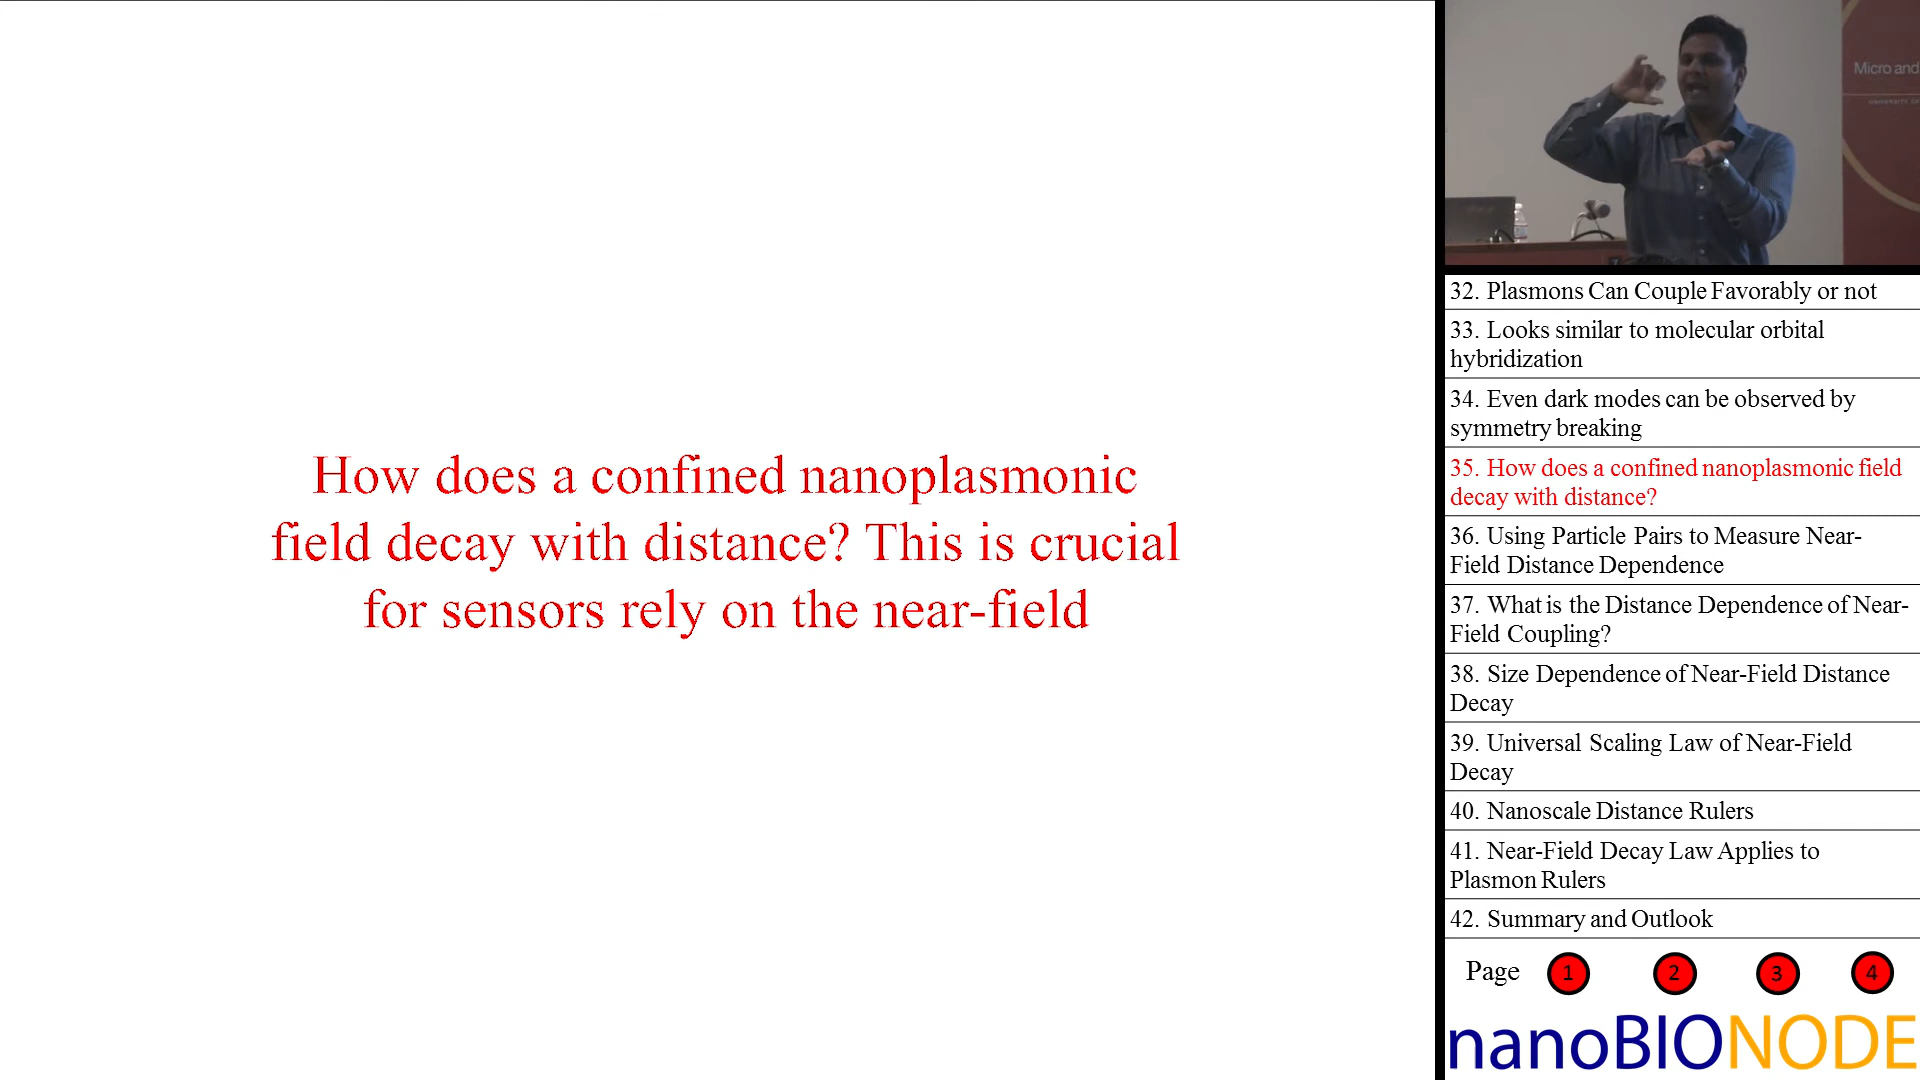 How does a confined nanoplasmonic
field decay with distance? This is crucial
for sensors rely on the near-field
Micro and
32. Plasmons Can Couple Favorably or not
33. Looks similar to molecular orbital
hybridization
34. Even dark modes can be observed by
symmetry breaking
35. How does a confined nanoplasmonic field
decay with distance?
36. Using Particle Pairs to Measure Near-
Field Distance Dependence
37. What is the Distance Dependence of Near-
Field Coupling?
38. Size Dependence of Near-Field Distance
Decay
39. Universal Scaling Law of Near-Field
Decay
40. Nanoscale Distance Rulers
41. Near-Field Decay Law Applies to
Plasmon Rulers
42. Summary and Outlook
Page 1 2 3 4
nanoBIONODE